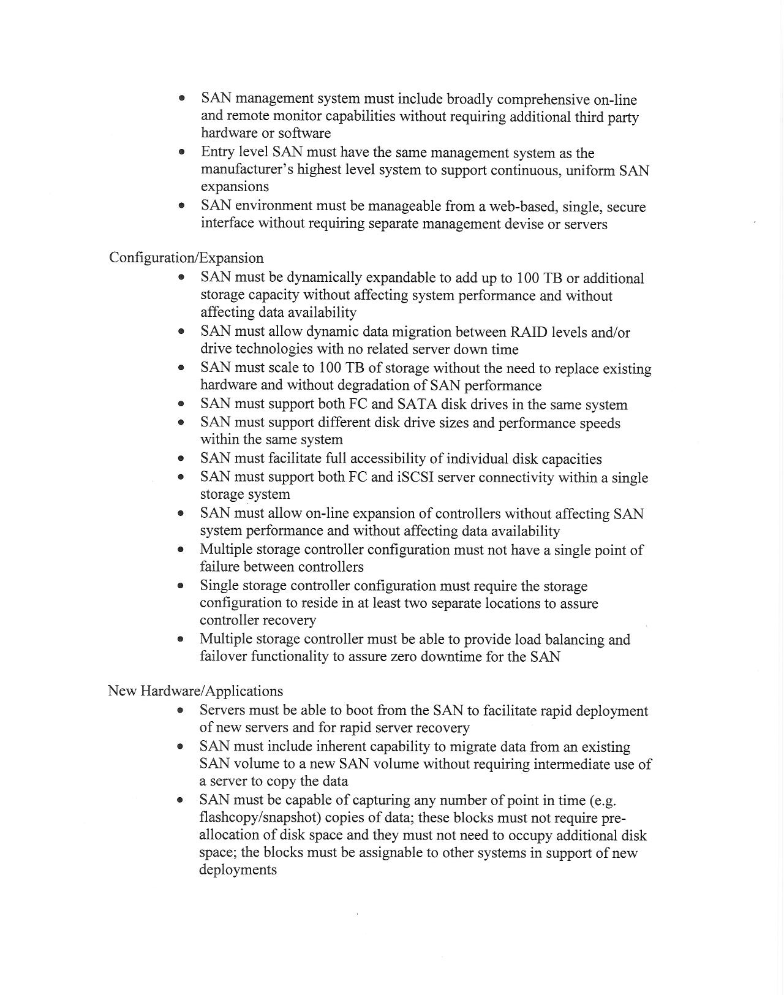 • SAN management system must include broadly comprehensive on-line
and remote monitor capabilities without requiring additional third party
hardware or software
• Entry level SAN must have the same management system as the
manufacturer's highest level system to support continuous, uniform SAN
expansions
• SAN environment must be manageable from a web-based, single, secure
interface without requiring separate management devise or servers
Configuration/Expansion
• SAN must be dynamically expandable to add up to 100 TB or additional
storage capacity without affecting system performance and without
affecting data availability
• SAN must allow dynamic data migration between RAID levels and/or
drive technologies with no related server down time
• SAN must scale to 100 TB of storage without the need to replace existing
hardware and without degradation of SAN performance
• SAN must support both FC and SATA disk drives in the same system
• SAN must support different disk drive sizes and performance speeds
within the same system
• SAN must facilitate full accessibility of individual disk capacities
• SAN must support both FC and iSCSI server connectivity within a single
storage system
• SAN must allow on-line expansion of controllers without affecting SAN
system performance and without affecting data availability
• Multiple storage controller configuration must not have a single point of
failure between controllers
• Single storage controller configuration must require the storage
configuration to reside in at least two separate locations to assure
controller recovery
• Multiple storage controller must be able to provide load balancing and
failover functionality to assure zero downtime for the SAN
New Hardware/Applications
• Servers must be able to boot from the SAN to facilitate rapid deployment
of new servers and for rapid server recovery
• SAN must include inherent capability to migrate data from an existing
SAN volume to a new SAN volume without requiring intermediate use of
a server to copy the data
• SAN must be capable of capturing any number of point in time (e.g.
flashcopy/snapshot) copies of data; these blocks must not require pre-
allocation of disk space and they must not need to occupy additional disk
space; the blocks must be assignable to other systems in support of new
deployments